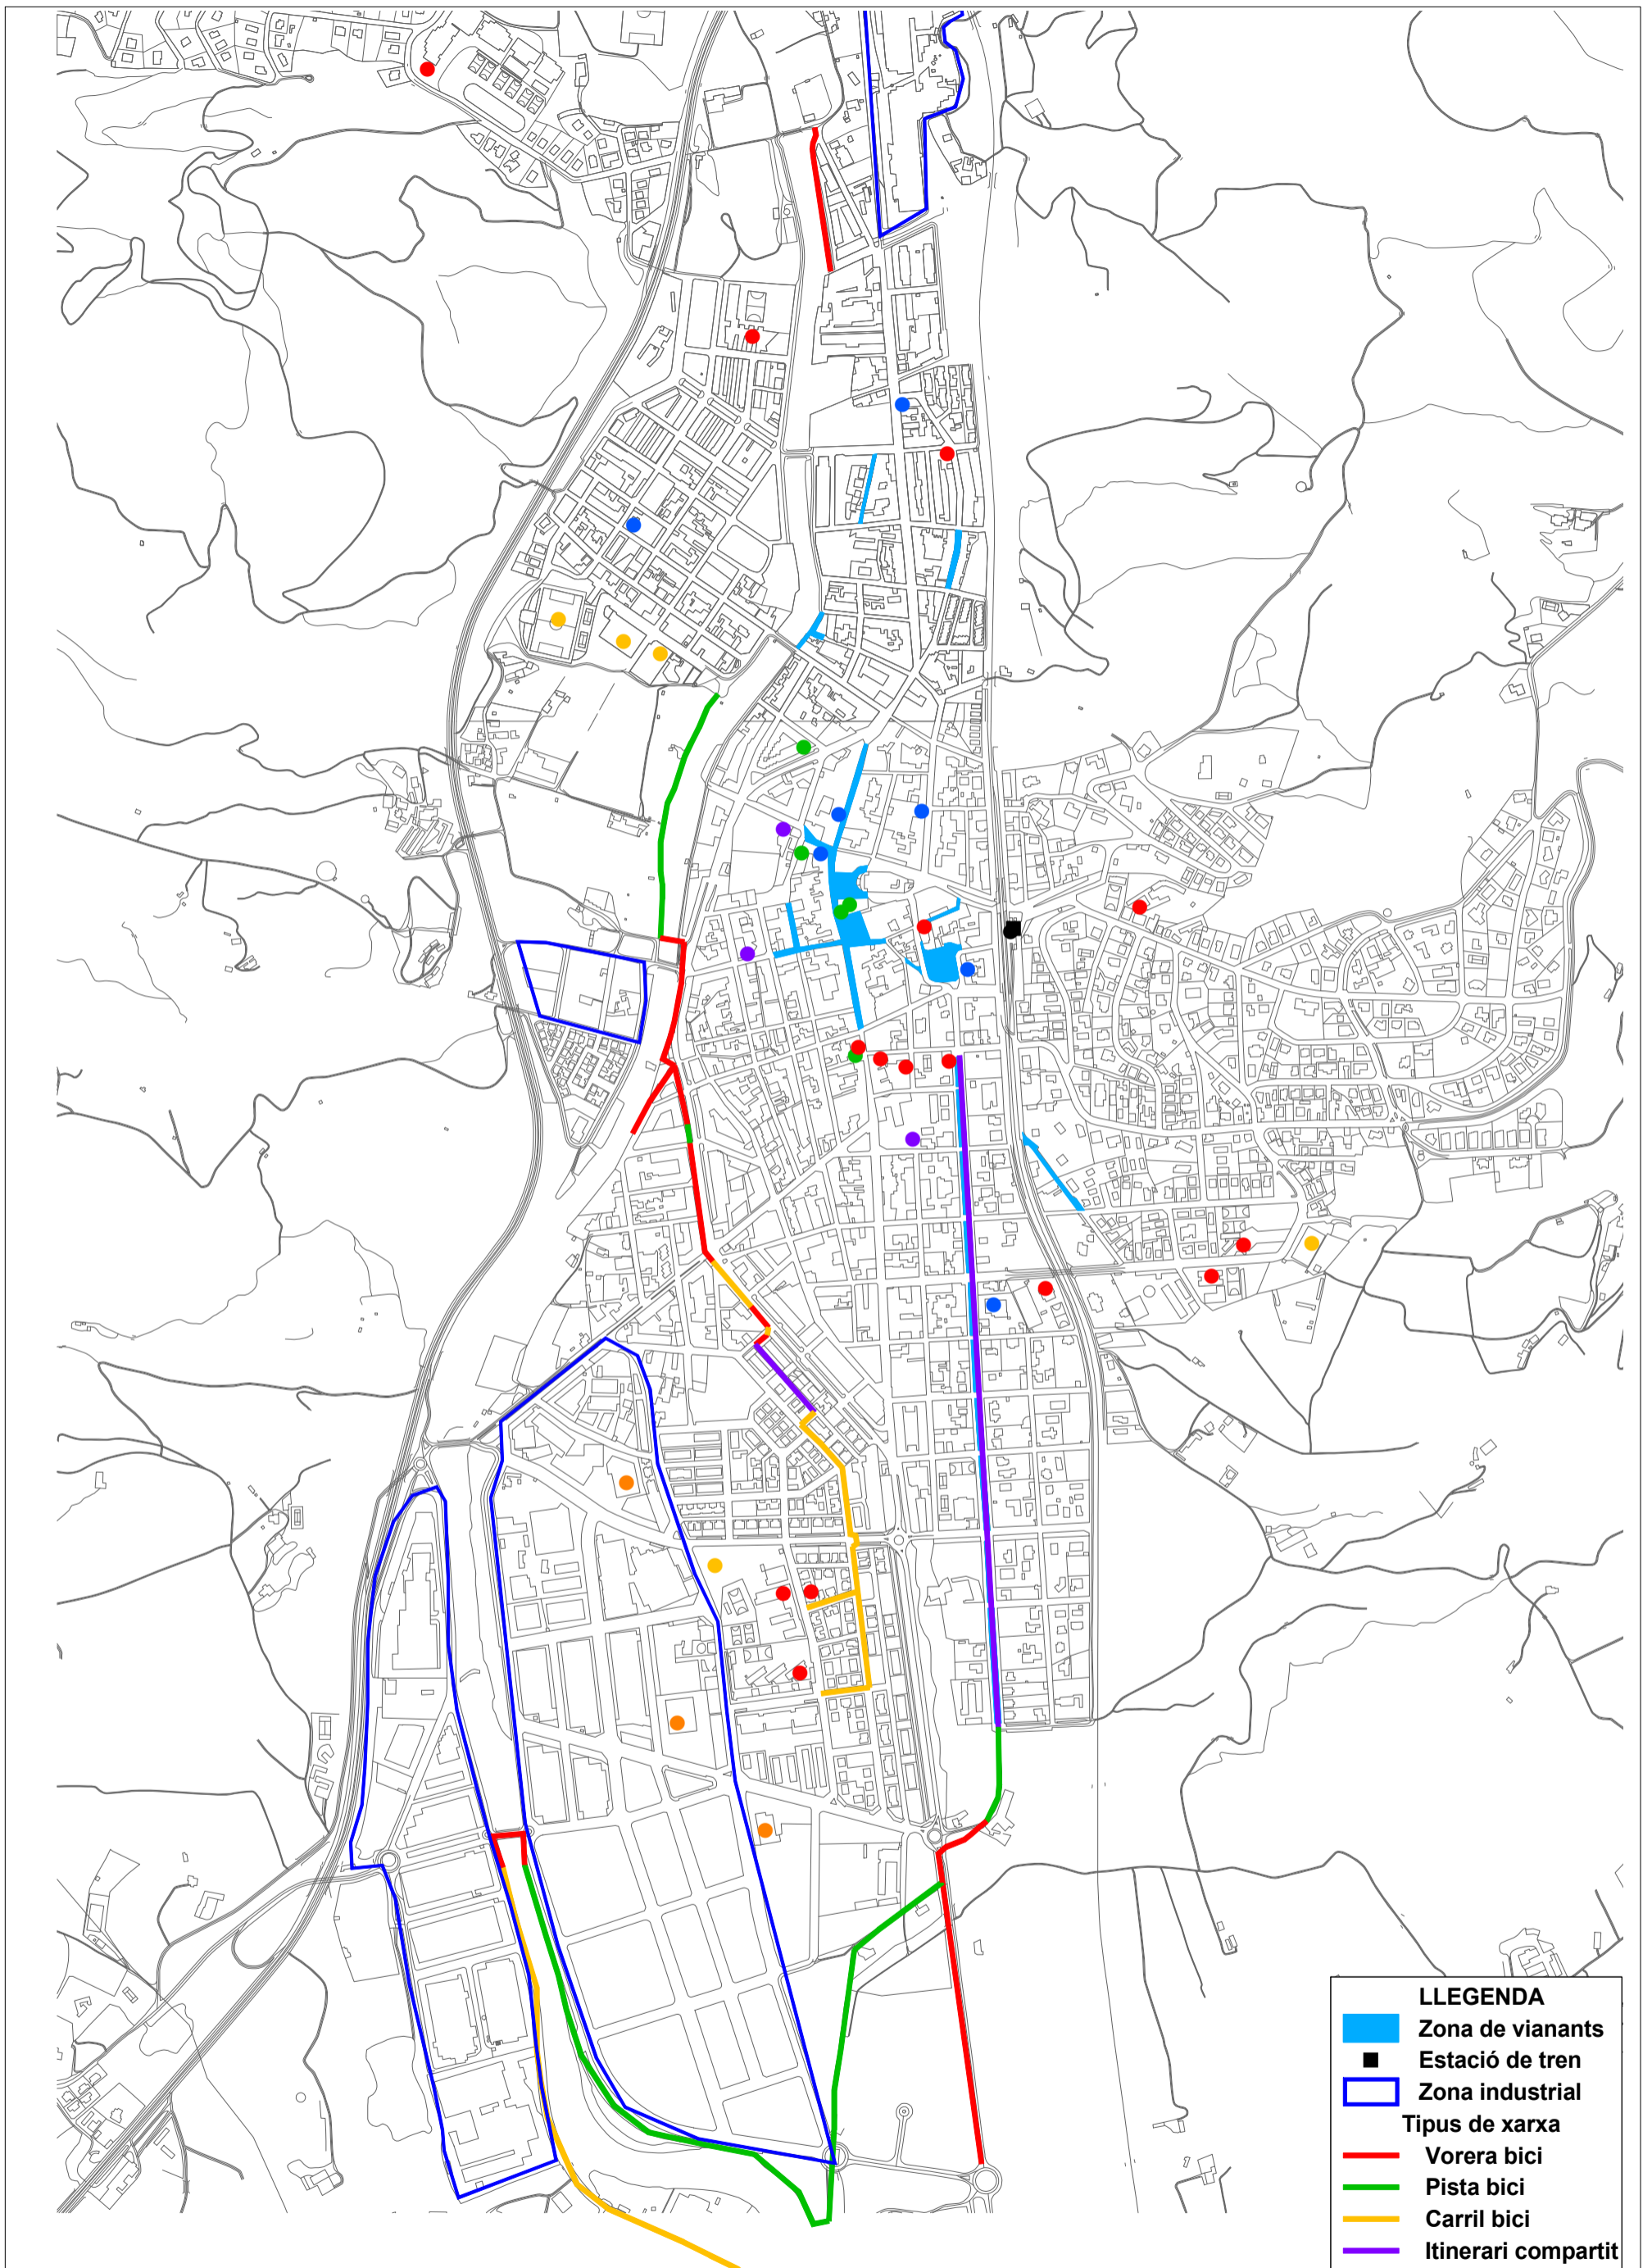 LLEGENDA
Zona de vianants
Estació de tren
Zona industrial
Tipus de xarxa
Vorera bici
Pista bici
Carril bici
Itinerari compartit